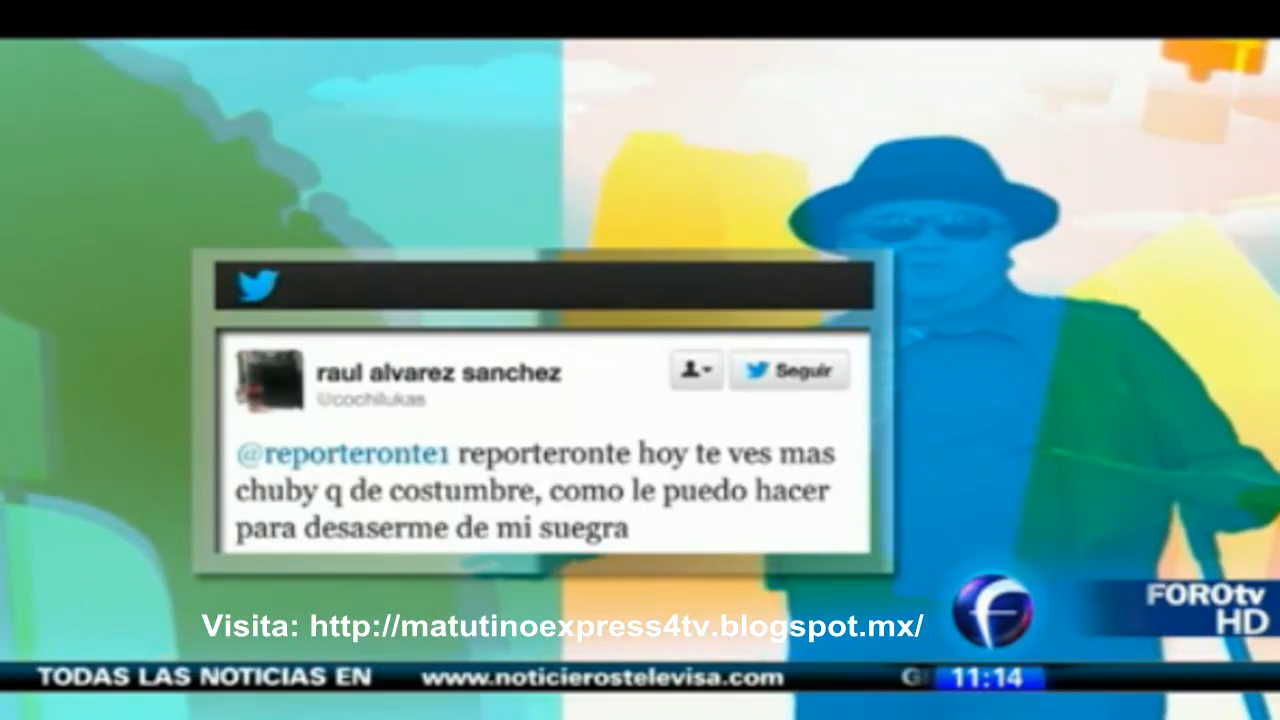 raul alvarez sanchez
Seguir
@cochilukas
@reporteronte1 reporteronte hoy te ves mas
chuby q de costumbre, como le puedo hacer
para desaserme de mi suegra
FOROtv
HD
Visita: http://matutinoexpress4tv.blogspot.mx/
TODAS LAS NOTICIAS EN www.noticierostelevisa.com 11:14